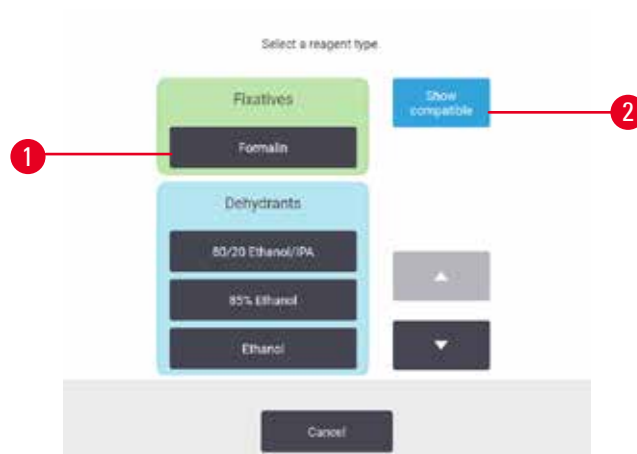 Select a reagent type.
Fixatives
Show
compatible
2
1
Formalin
Dehydrants
80/20 Ethanol/IPA
85% Ethanol
Ethanol
Cancel